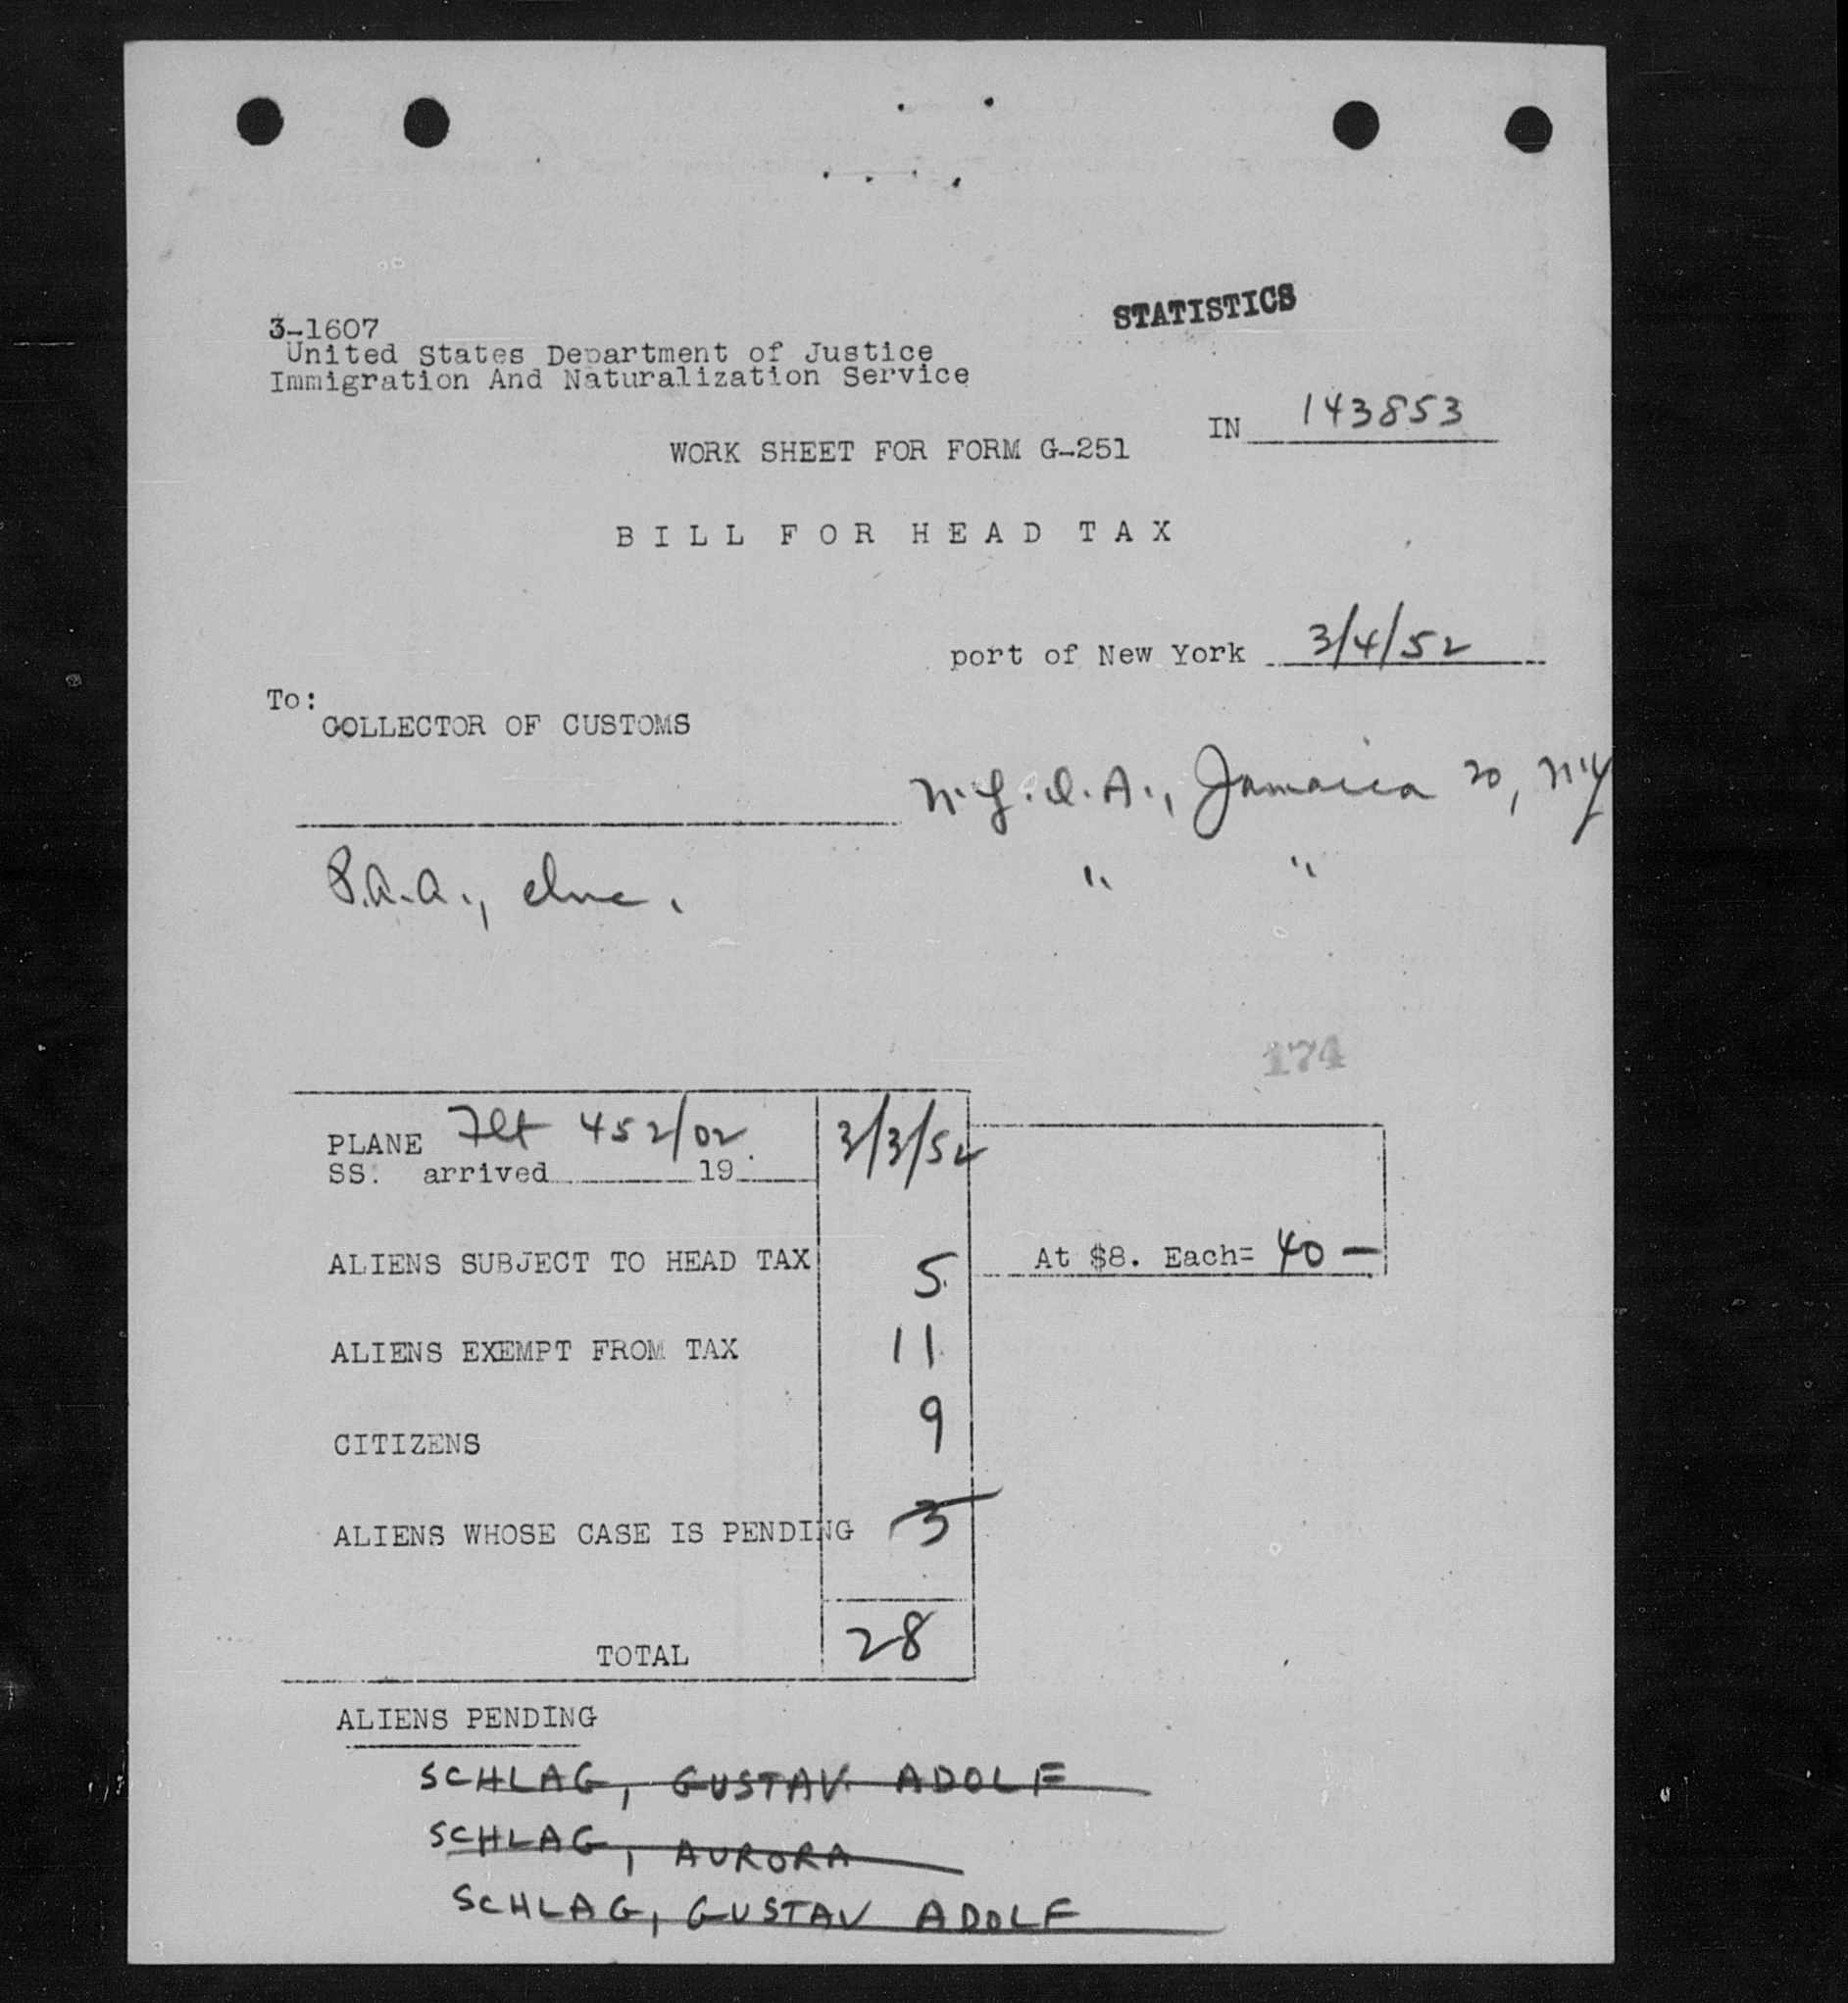 STATISTICS
3-1607
United States Department of Justice
Immigration And Naturalization Service
IN 143853
WORK SHEET FOR FORM G-251
BILL FOR HEAD TAX
port of New York 3/4/52
To:
COLLECTOR OF CUSTOMS
N.Y.I.A., Jamaica 30, N.Y
P.A.A., Inc. " "
174
PLANE Flt 452/02 3/3/52
SS. arrived 19
ALIENS SUBJECT TO HEAD TAX 5 At $8. Each= 40 —
ALIENS EXEMPT FROM TAX 11
CITIZENS 9
ALIENS WHOSE CASE IS PENDING 3
TOTAL 28
ALIENS PENDING
SCHLAG, GUSTAV ADOLF
SCHLAG, AURORA
SCHLAG, GUSTAV ADOLF